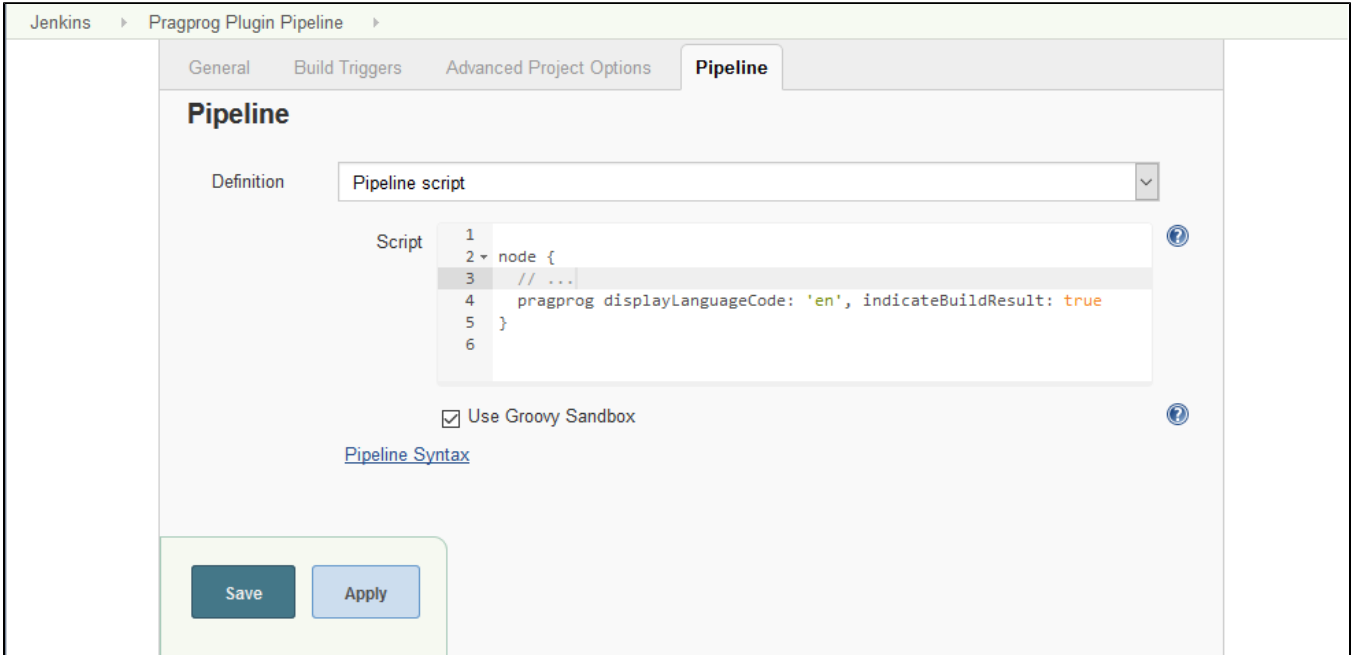 Jenkins Pragprog Plugin Pipeline
General Build Triggers Advanced Project Options Pipeline
Pipeline
Definition Pipeline script
Script
1
2 node {
3 // ...
4 pragprog displayLanguageCode: 'en', indicateBuildResult: true
5 }
6
Use Groovy Sandbox
Pipeline Syntax
Save Apply